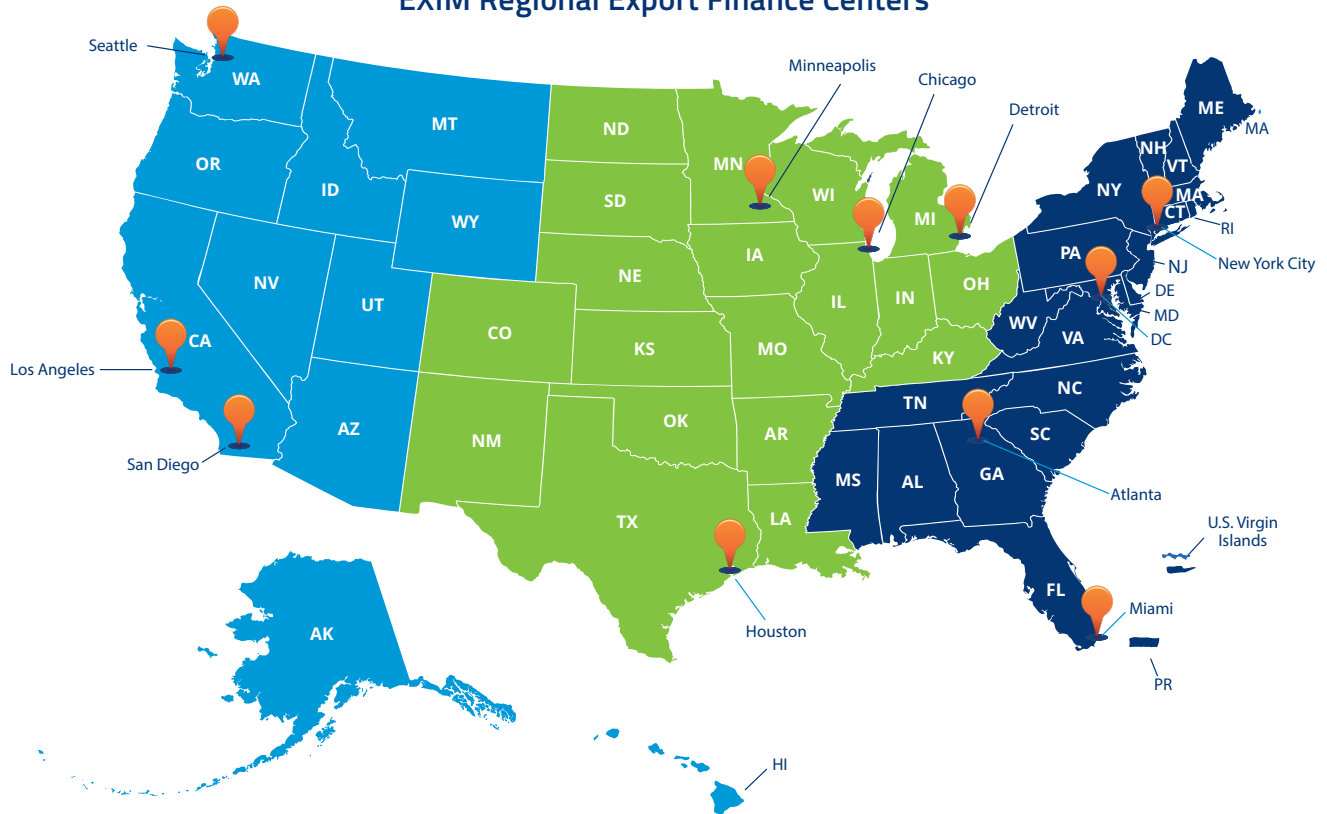 EXIM Regional Export Finance Centers
Seattle
WA
MT
OR
ID
WY
NV
UT
CA
Los Angeles
AZ
San Diego
ND
MN
Minneapolis
Chicago
Detroit
SD
WI
MI
NE
IA
IL
IN
OH
CO
KS
MO
KY
NM
OK
AR
TX
LA
Houston
ME
MA
NH
VT
NY
MA
CT
RI
New York City
PA
NJ
DE
MD
DC
WV
VA
NC
TN
SC
MS
AL
GA
Atlanta
U.S. Virgin
Islands
FL
Miami
PR
AK
HI